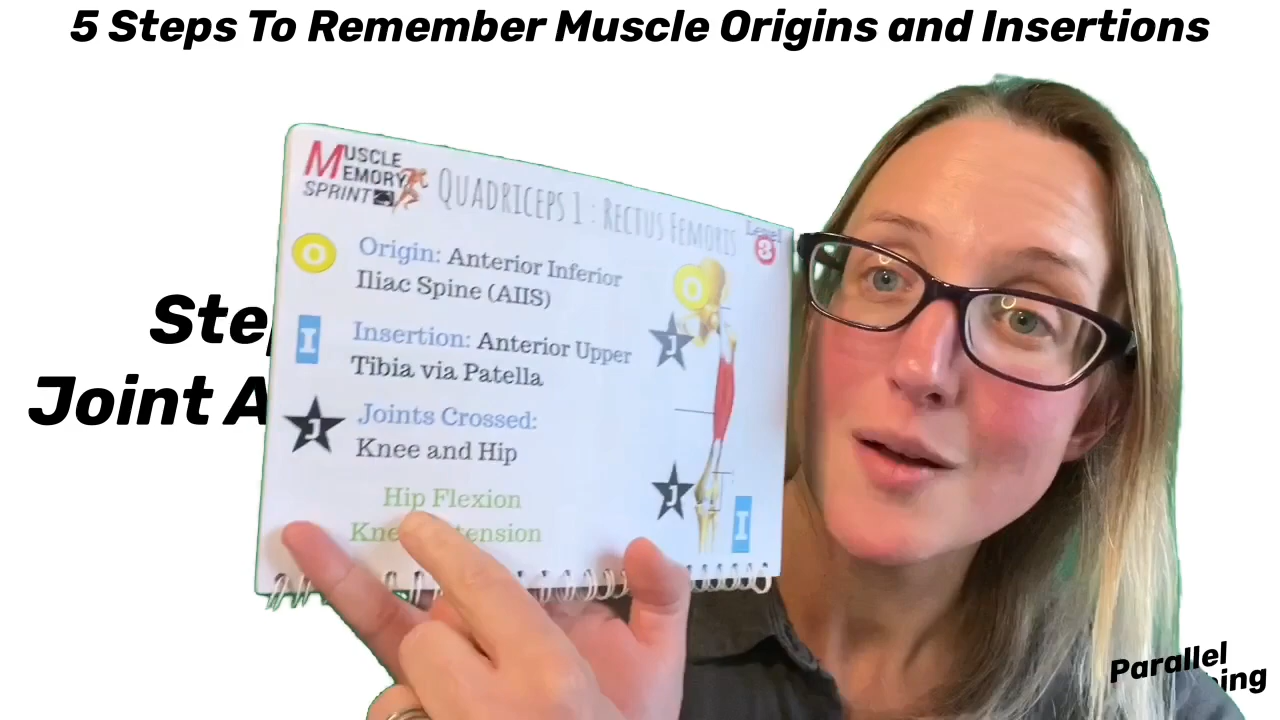 5 Steps To Remember Muscle Origins and Insertions
MUSCLE
MEMORY
SPRINT
QUADRICEPS 1 : RECTUS FEMORIS
Level
3
O
Origin: Anterior Inferior
Iliac Spine (AIIS)
O
I
Insertion: Anterior Upper
Tibia via Patella
J
J
Joints Crossed:
Knee and Hip
Hip Flexion
J
I
Joint
Parallel